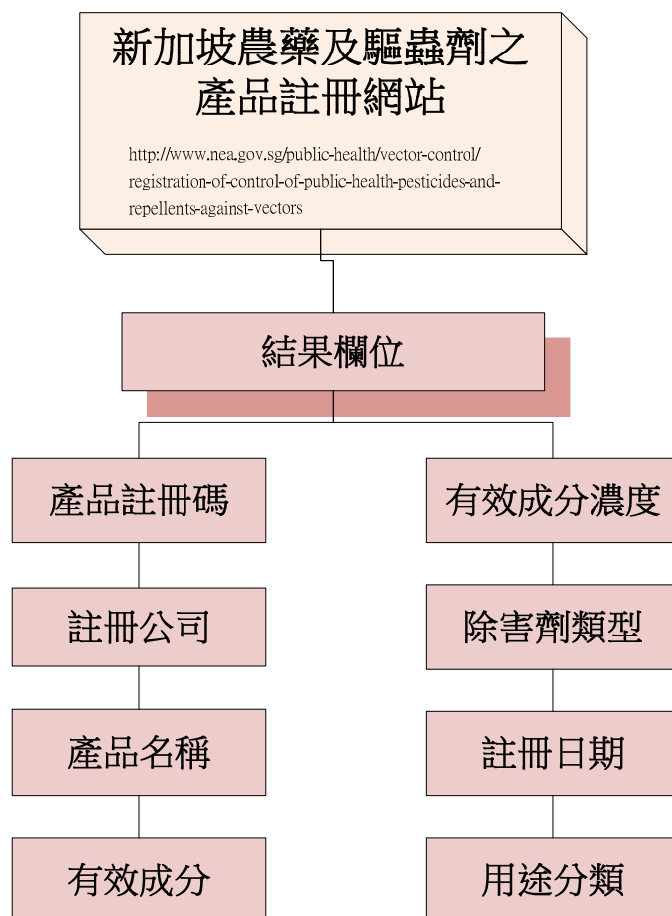 新加坡農藥及驅蟲劑之
產品註冊網站
http://www.nea.gov.sg/public-health/vector-control/
registration-of-control-of-public-health-pesticides-and-
repellents-against-vectors
結果欄位
產品註冊碼
註冊公司
產品名稱
有效成分
有效成分濃度
除害劑類型
註冊日期
用途分類